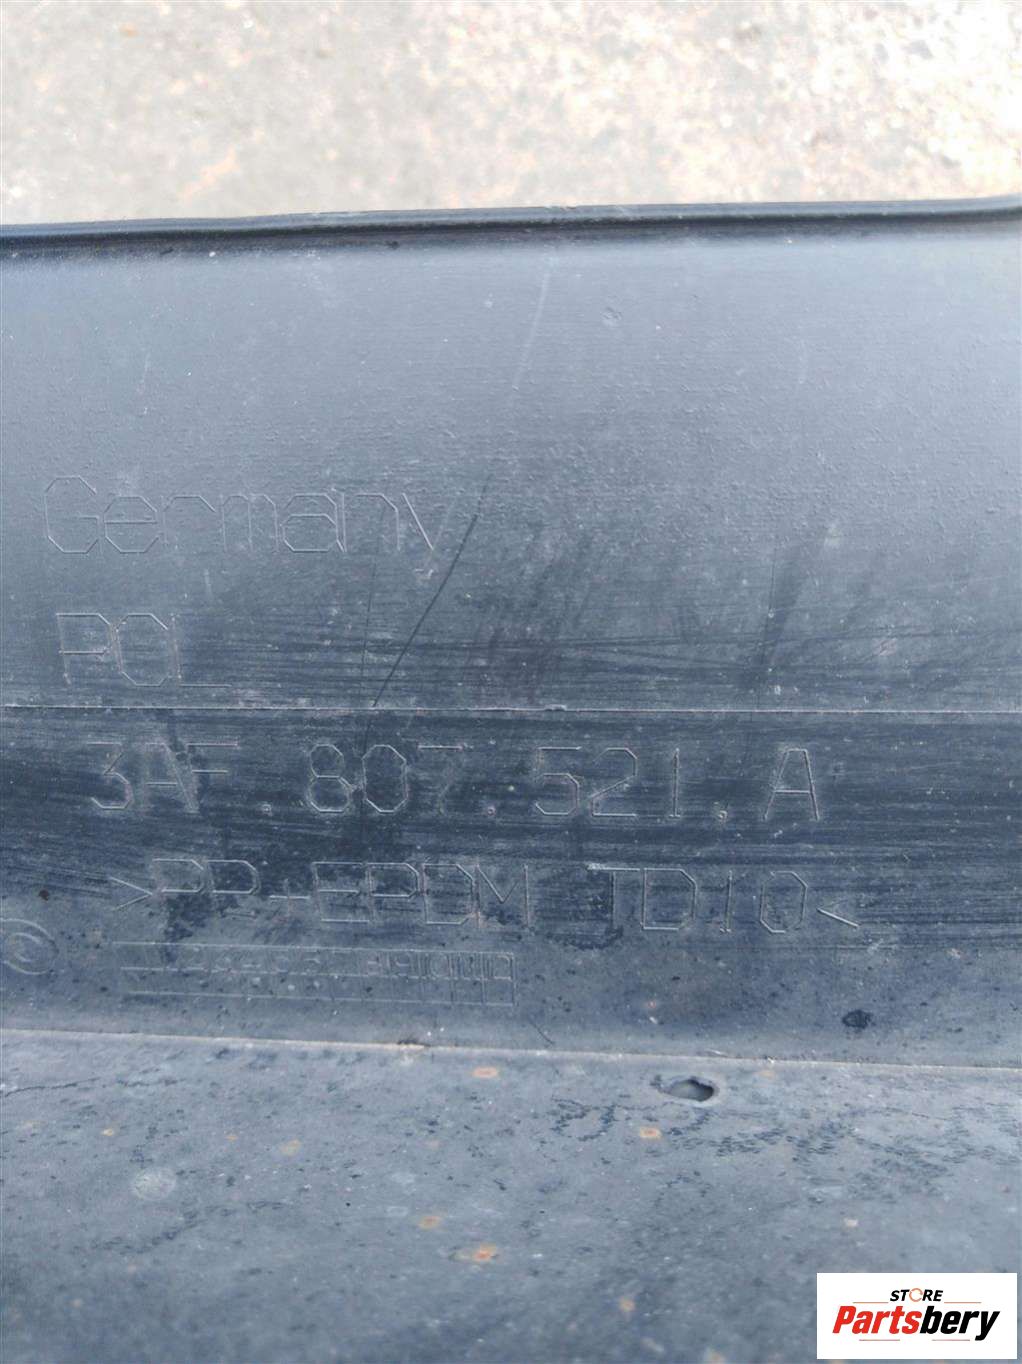 Germany
POL
3AF.807.521.A
>PP+EPDM TD10<
STORE
Partsbery